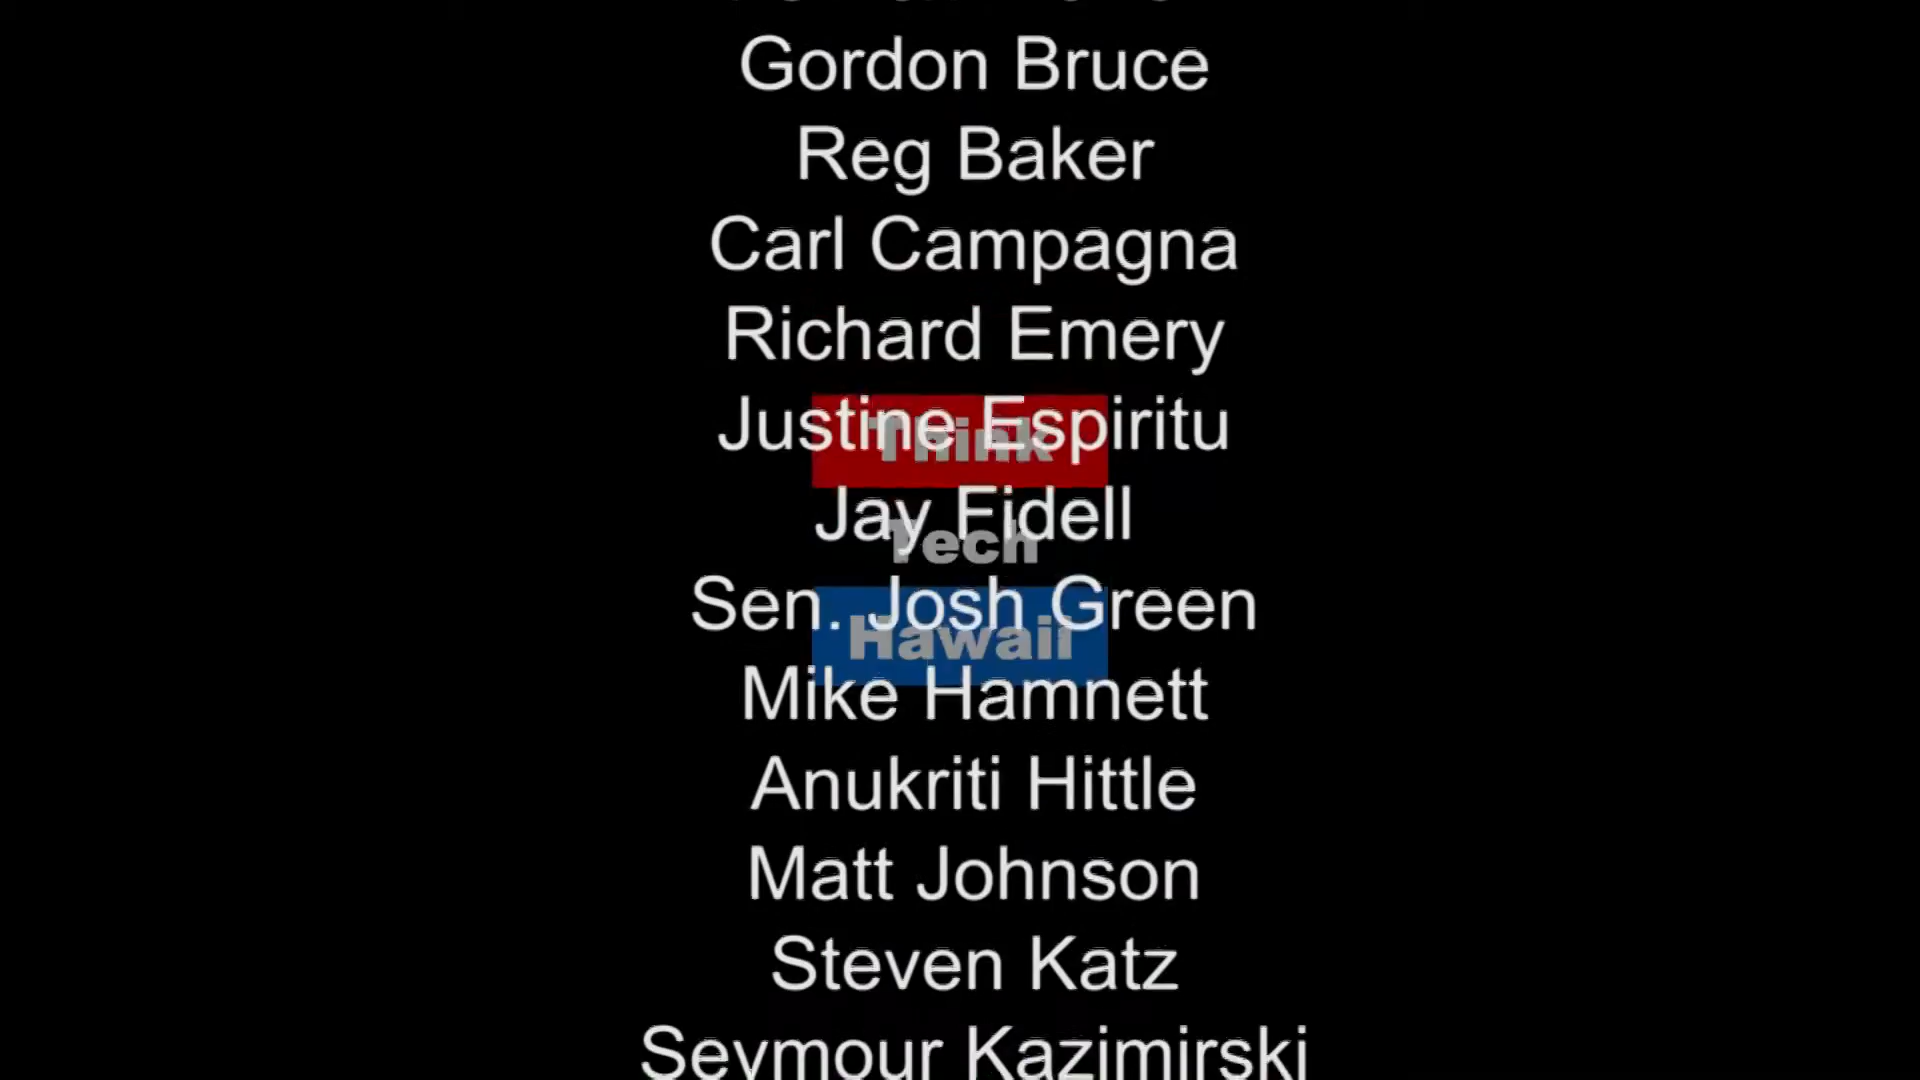 Gordon Bruce
Reg Baker
Carl Campagna
Richard Emery
Justine Espiritu
Think
Jay Fidell
Tech
Sen. Josh Green
Hawaii
Mike Hamnett
Anukriti Hittle
Matt Johnson
Steven Katz
Seymour Kazimirski